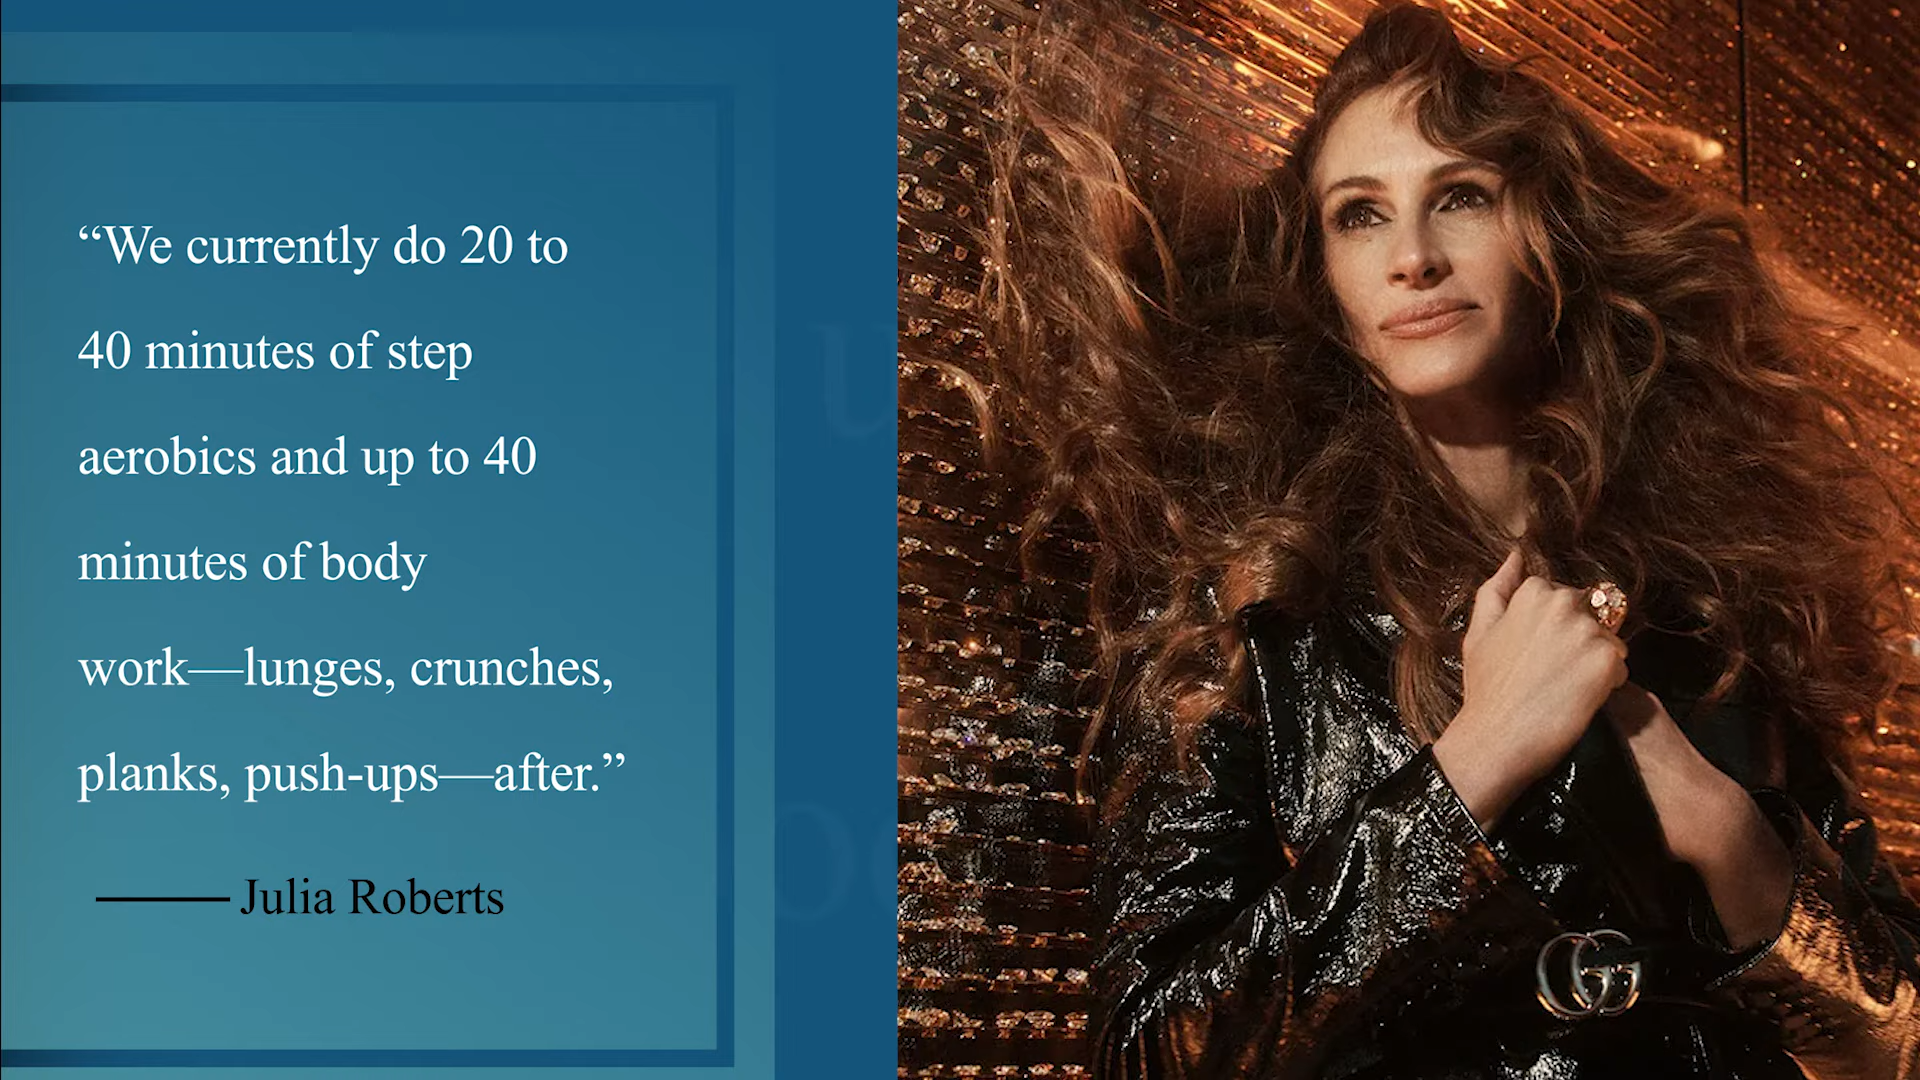 “We currently do 20 to
40 minutes of step
aerobics and up to 40
minutes of body
work—lunges, crunches,
planks, push-ups—after.”
——Julia Roberts